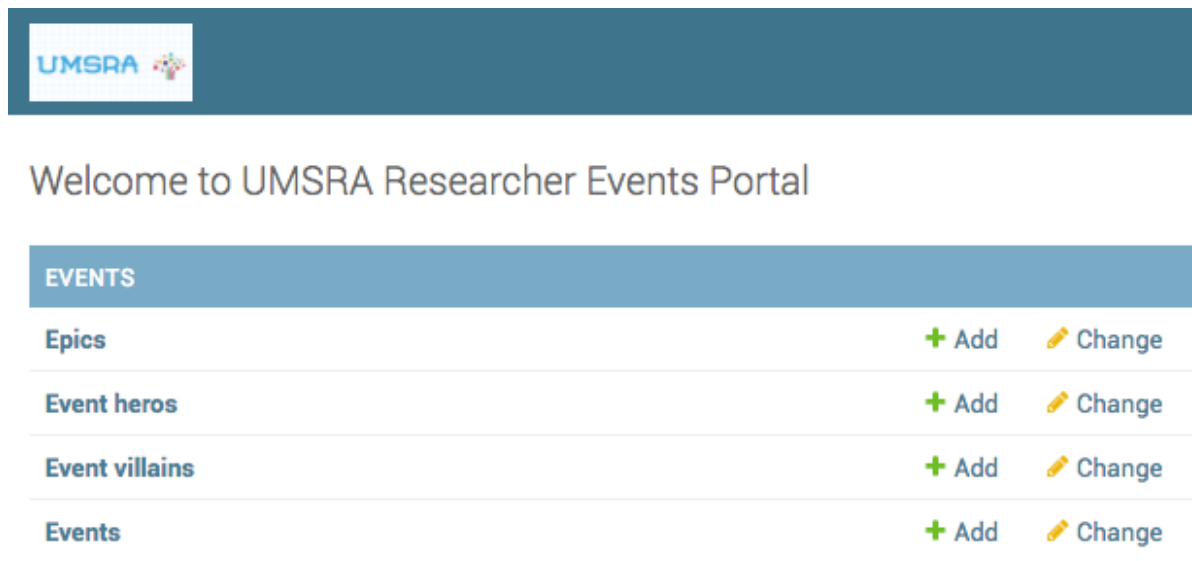 UMSRA
Welcome to UMSRA Researcher Events Portal
EVENTS
Epics Add Change
Event heros Add Change
Event villains Add Change
Events Add Change